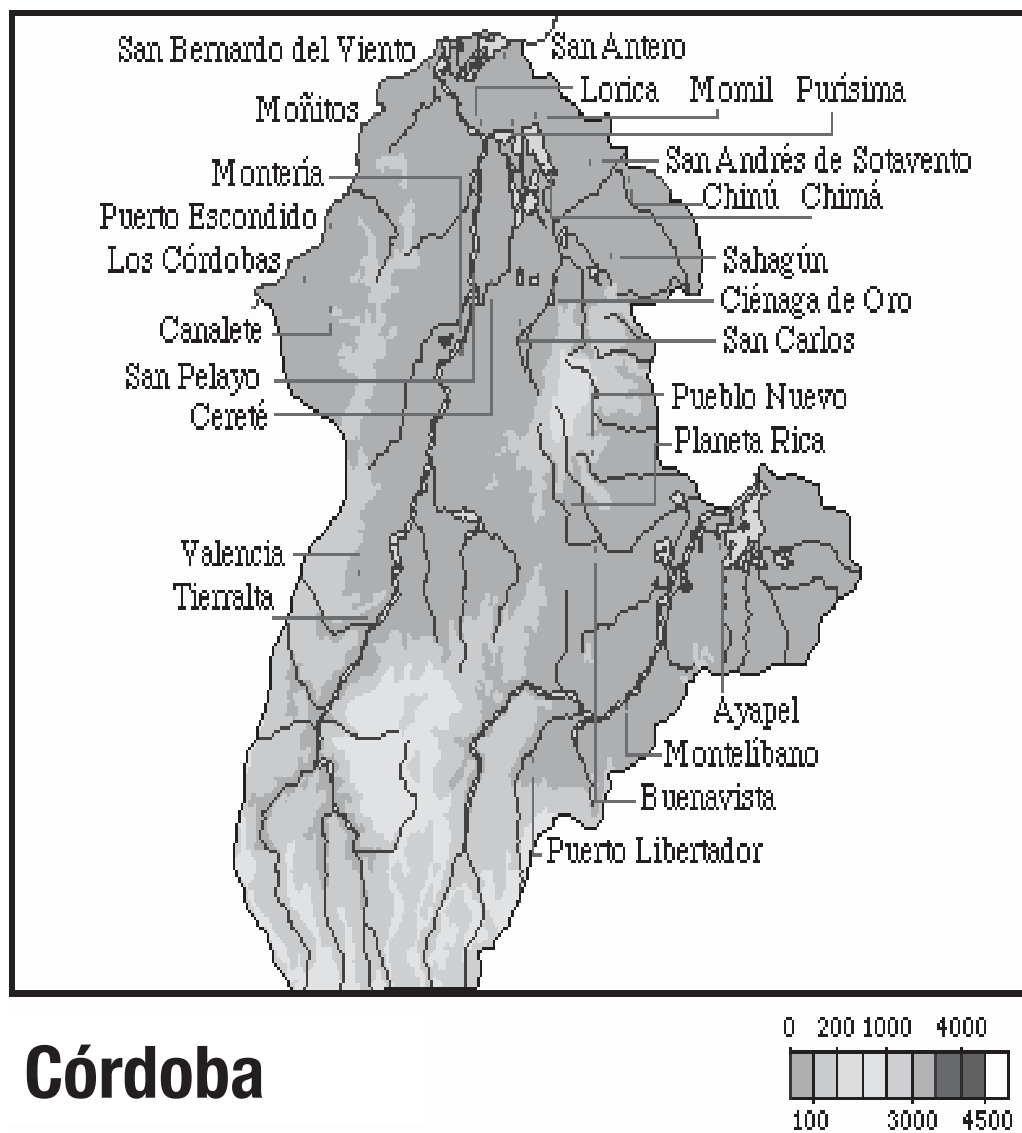 San Bernardo del Viento
San Antero
Moñitos
Lorica Momil Purísima
Montería
San Andrés de Sotavento
Puerto Escondido
Chinú Chimá
Los Córdobas
Sahagún
Canalete
Ciénaga de Oro
San Carlos
San Pelayo
Cereté
Pueblo Nuevo
Planeta Rica
Valencia
Tierralta
Ayapel
Montelíbano
Buenavista
Puerto Libertador
Córdoba
0 200 1000 4000
100 3000 4500